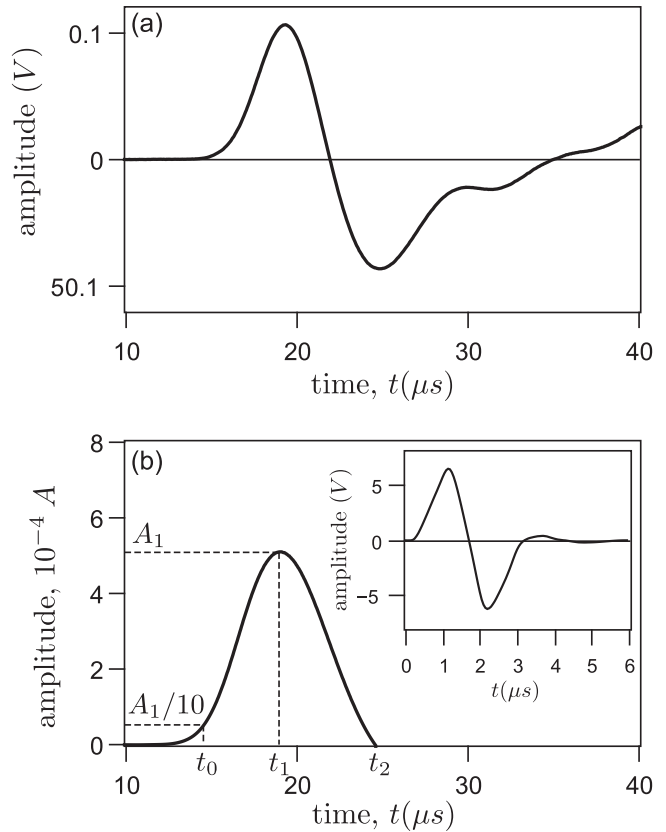 (a)
amplitude (V)
0.1
0
50.1
10 20 30 40
time, t(μs)
(b)
amplitude, 10⁻⁴ A
8
6
4
2
0
A₁
A₁/10
t₀ t₁ t₂
10 20 30 40
time, t(μs)
amplitude (V)
5
0
−5
0 1 2 3 4 5 6
t(μs)